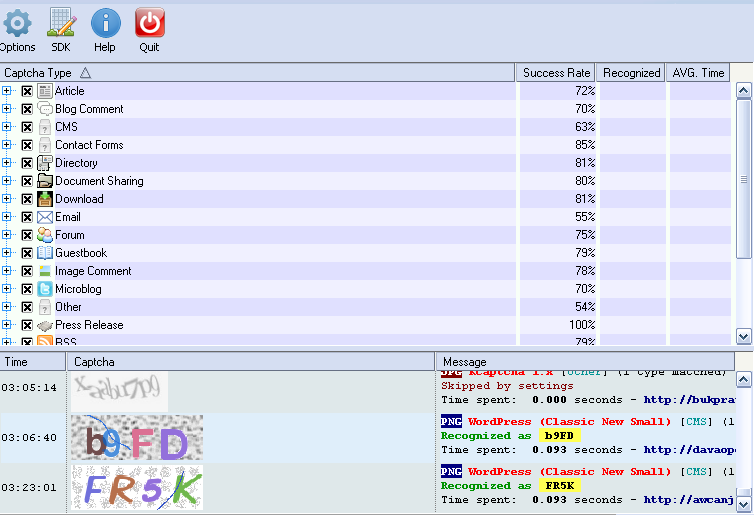 Options SDK Help Quit
Captcha Type Success Rate Recognized AVG. Time
Article 72%
Blog Comment 70%
CMS 63%
Contact Forms 85%
Directory 81%
Document Sharing 80%
Download 81%
Email 55%
Forum 75%
Guestbook 79%
Image Comment 78%
Microblog 70%
Other 54%
Press Release 100%
RSS 79%
Time Captcha Message
JPG Kcaptcha 1.x [Other] (1 type matched)
03:05:14 Skipped by settings
Time spent: 0.000 seconds - http://bukpra
PNG WordPress (Classic New Small) [CMS] (1
03:06:40 b9FD Recognized as b9FD
Time spent: 0.093 seconds - http://davaop
PNG WordPress (Classic New Small) [CMS] (1
03:23:01 FR5K Recognized as FR5K
Time spent: 0.093 seconds - http://awcanj